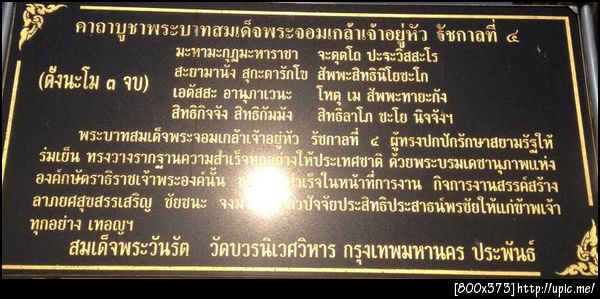 คาถาบูชาพระบาทสมเด็จพระจอมเกล้าเจ้าอยู่หัว รัชกาลที่ ๔
มะหามะกุฏมะหาราชา จะตุตโถ ปะระวิสสะโร
สะยามานัง สุกะตารักโข สัพพะสิทธินิโยชะโก
(ตั้งนะโม ๓ จบ)
เอตัสสะ อานุภาเวนะ โหตุ เม สัพพะทายะกัง
สิทธิกิจจัง สิทธิกัมมัง สิทธิลาโภ ชะโย นิจจังฯ
พระบาทสมเด็จพระจอมเกล้าเจ้าอยู่หัว รัชกาลที่ ๔ ผู้ทรงปกปักรักษาสยามรัฐให้
ร่มเย็น ทรงวางรากฐานความสำเร็จทุกอย่างให้ประเทศชาติ ด้วยพระบรมเดชานุภาพแห่ง
องค์กษัตราธิราชเจ้าพระองค์นั้น ในหน้าที่การงาน กิจการงานสรรค์สร้าง
ลาภยศสุขสรรเสริญ ชัยชนะ ปัจจัยประสิทธิประสาธน์พรชัยให้แก่ข้าพเจ้า
ทุกอย่าง เทอญฯ
สมเด็จพระวันรัต วัดบวรนิเวศวิหาร กรุงเทพมหานคร ประพันธ์
[800x373]http://upic.me/